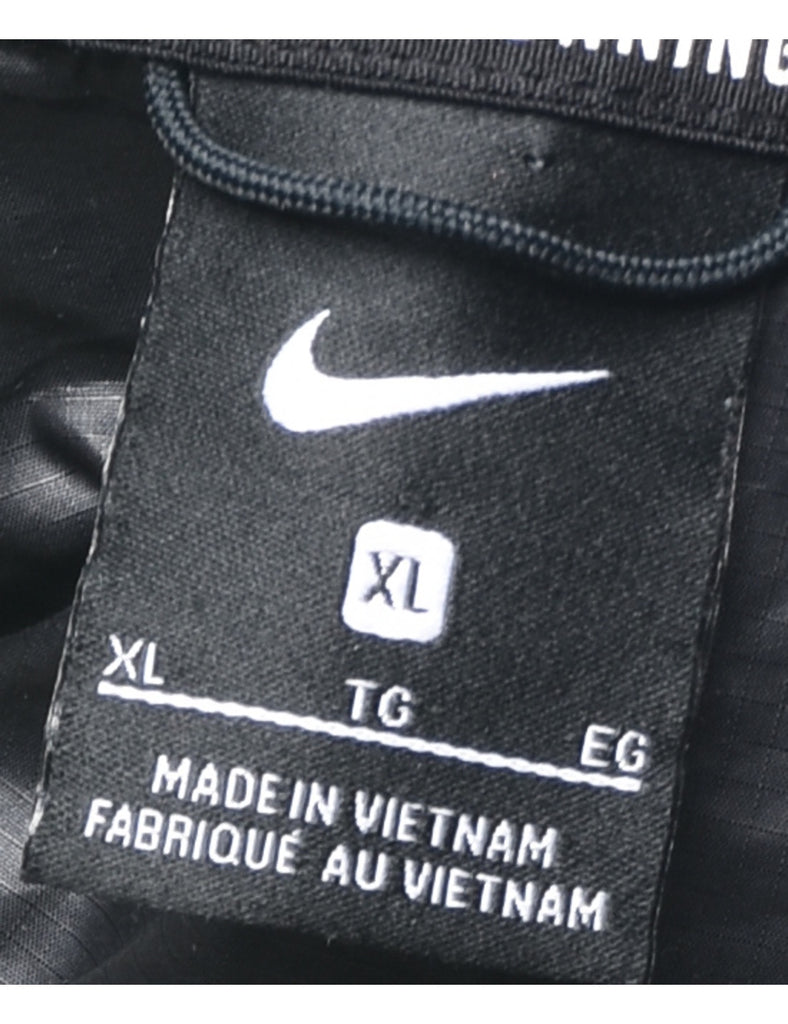 XL
XL TG EG
MADE IN VIETNAM
FABRIQUÉ AU VIETNAM